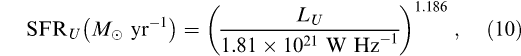 SFR_U(M_⊙ yr^−1) = (L_U / 1.81 × 10^21 W Hz^−1)^1.186 , (10)